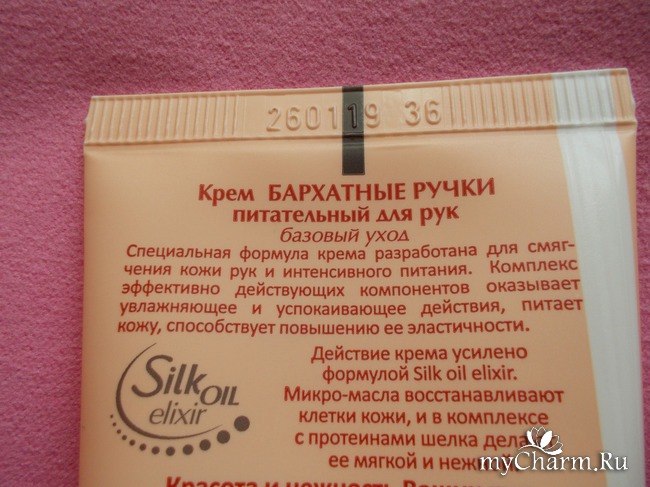 260119 36
Крем БАРХАТНЫЕ РУЧКИ
питательный для рук
базовый уход
Специальная формула крема разработана для смяг-
чения кожи рук и интенсивного питания. Комплекс
эффективно действующих компонентов оказывает
увлажняющее и успокаивающее действия, питает
кожу, способствует повышению ее эластичности.
Silk OIL
elixir
Действие крема усилено
формулой Silk oil elixir.
Микро-масла восстанавливают
клетки кожи, и в комплексе
с протеинами шелка
ее мягкой и
Красота и нежность
myCharm.Ru